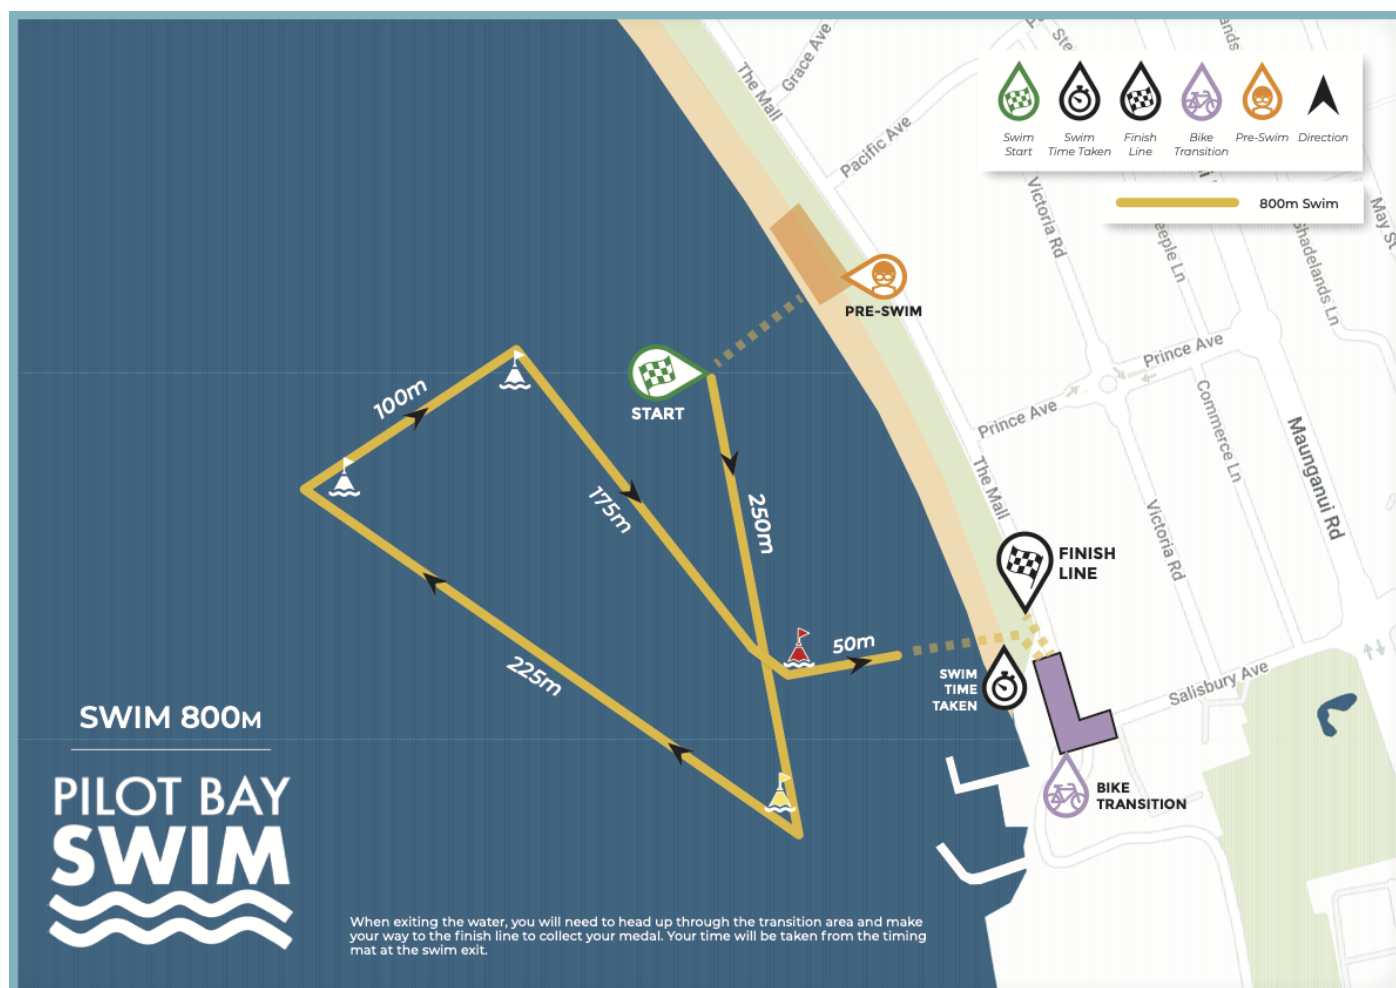 Grace Ave
The Mall
Pacific Ave
Swim
Start
Swim
Time Taken
Finish
Line
Bike
Transition
Pre-Swim
Direction
800m Swim
Victoria Rd
Shadelands Ln
May St
PRE-SWIM
START
100m
175m
250m
Prince Ave
Prince Ave
Commerce Ln
Maunganui Rd
The Mall
Victoria Rd
FINISH
LINE
50m
225m
SWIM
TIME
TAKEN
Salisbury Ave
BIKE
TRANSITION
SWIM 800M
PILOT BAY
SWIM
When exiting the water, you will need to head up through the transition area and make
your way to the finish line to collect your medal. Your time will be taken from the timing
mat at the swim exit.